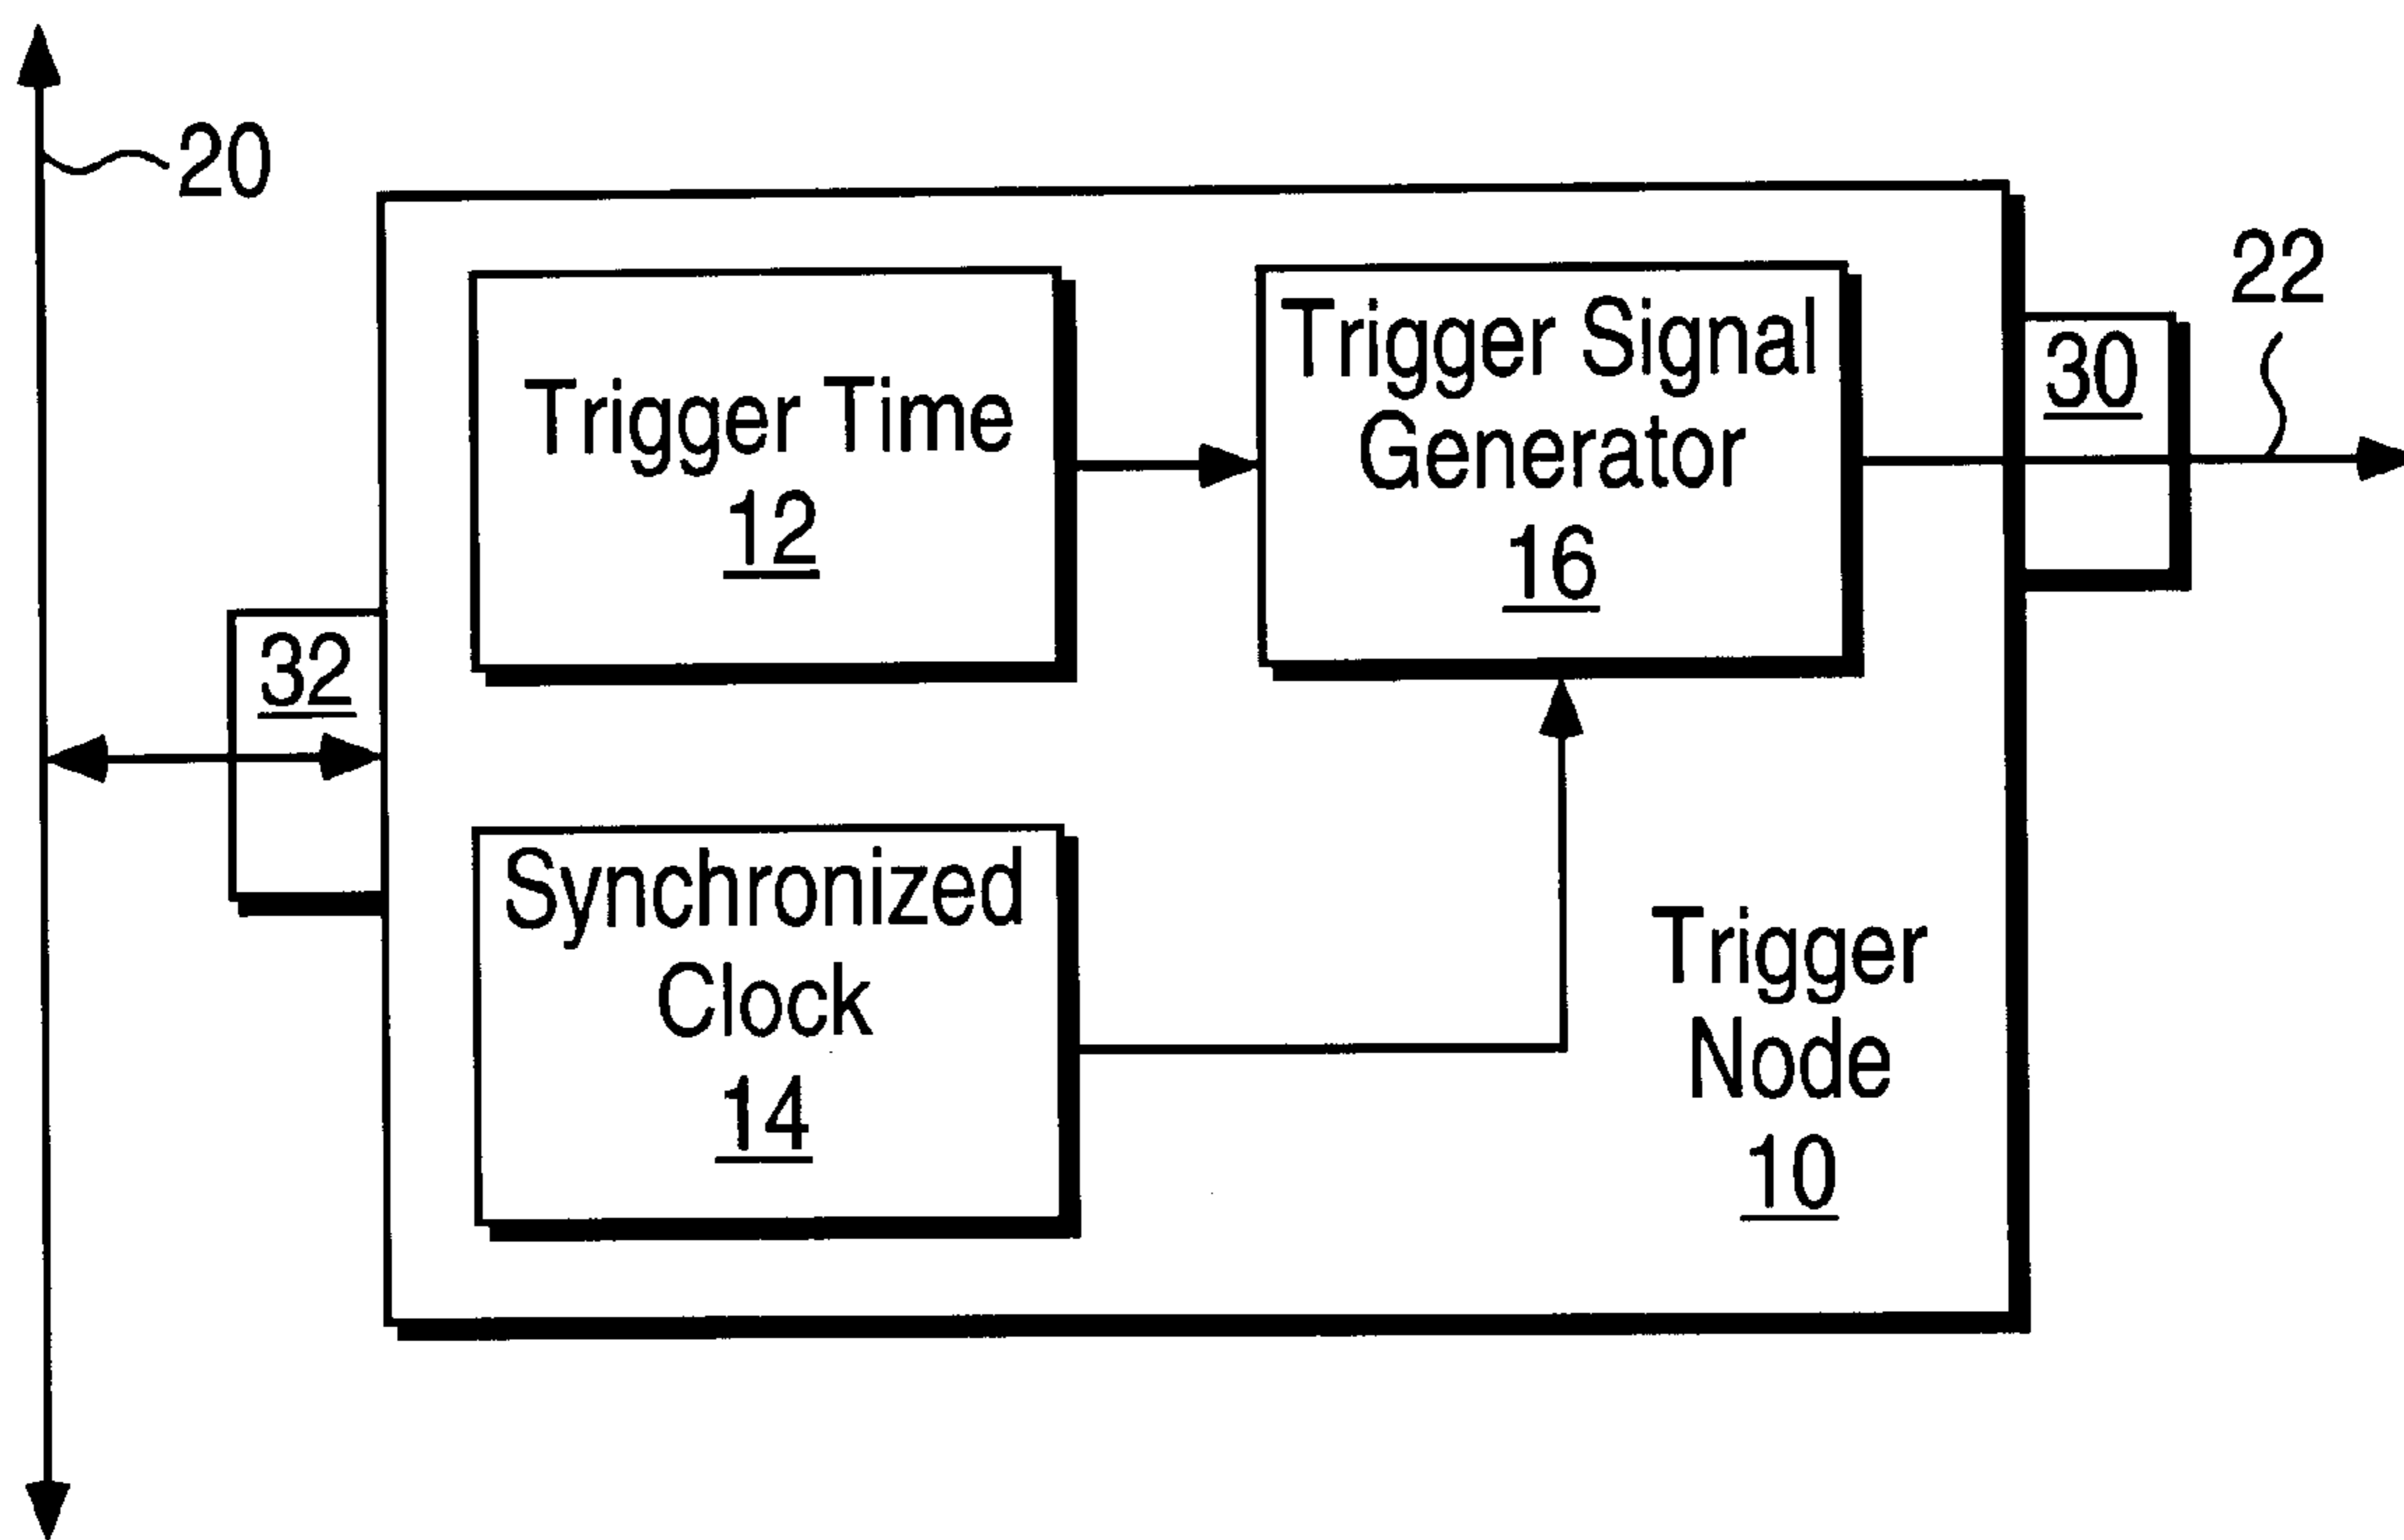 20
22
Trigger Time
12
Trigger Signal
Generator
16
30
32
Synchronized
Clock
14
Trigger
Node
10